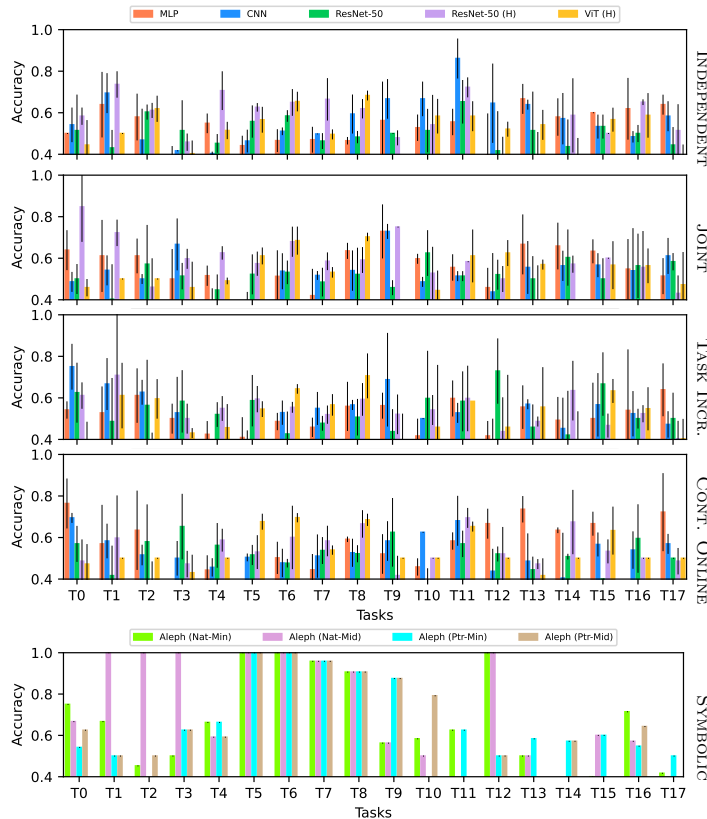 MLP CNN ResNet-50 ResNet-50 (H) ViT (H)
1.0
0.8
0.6
0.4
Accuracy
INDEPENDENT
1.0
0.8
0.6
0.4
Accuracy
JOINT
1.0
0.8
0.6
0.4
Accuracy
TASK INCR.
1.0
0.8
0.6
0.4
Accuracy
CONT. ONLINE
T0 T1 T2 T3 T4 T5 T6 T7 T8 T9 T10 T11 T12 T13 T14 T15 T16 T17
Tasks
Aleph (Nat-Min) Aleph (Nat-Mid) Aleph (Ptr-Min) Aleph (Ptr-Mid)
1.0
0.8
0.6
0.4
Accuracy
SYMBOLIC
T0 T1 T2 T3 T4 T5 T6 T7 T8 T9 T10 T11 T12 T13 T14 T15 T16 T17
Tasks